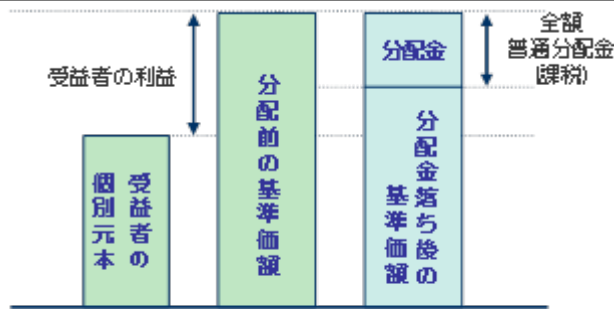 受益者の利益
受益者の
個別元本
分配前の基準価額
分配金
分配金落ち後の
基準価額
全額
普通分配金
(課税)